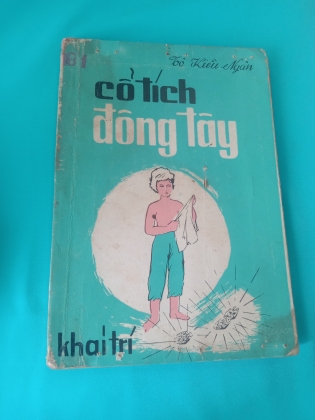 Tô Kiều Ngân
cổ tích
đông tây
khai trí